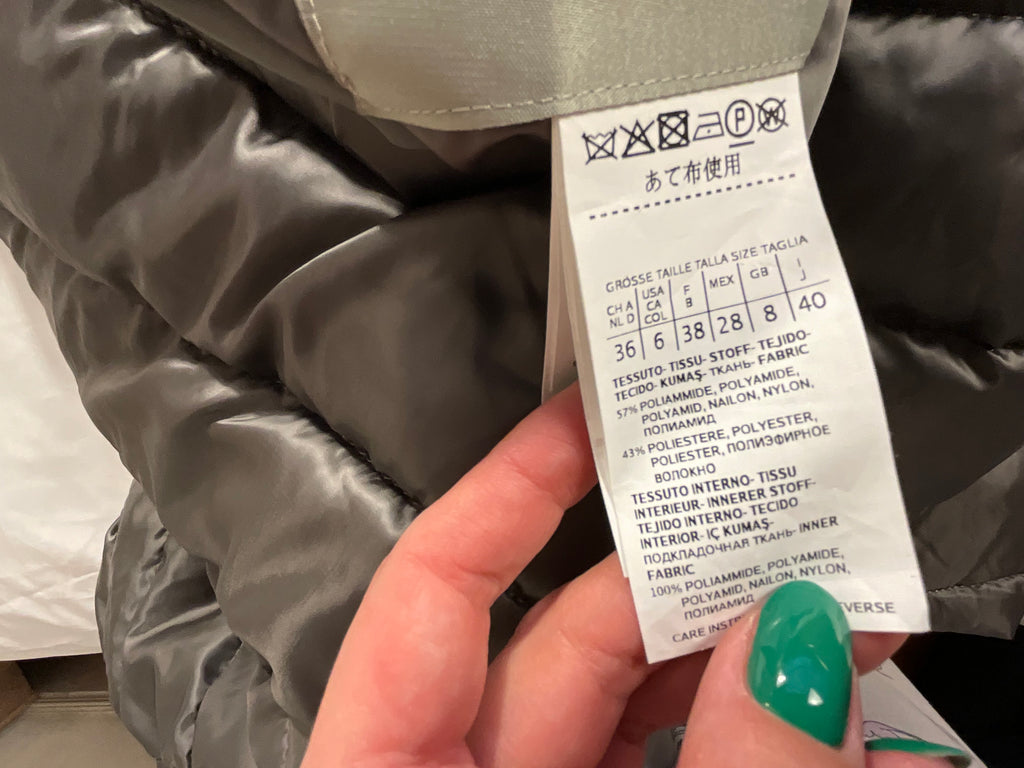 P W
あて布使用
GRÖSSE TAILLE TALLA SIZE TAGLIA
CH A NL D USA CA COL F B MEX GB I J
36 6 38 28 8 40
TESSUTO- TISSU- STOFF- TEJIDO-
TECIDO- KUMAŞ- ТКАНЬ- FABRIC
57% POLIAMMIDE, POLYAMIDE,
POLYAMID, NAILON, NYLON,
ПОЛИАМИД
43% POLIESTERE, POLYESTER,
POLIESTER, ПОЛИЭФИРНОЕ
ВОЛОКНО
TESSUTO INTERNO- TISSU
INTERIEUR- INNERER STOFF-
TEJIDO INTERNO- TECIDO
INTERIOR- IÇ KUMAŞ-
ПОДКЛАДОЧНАЯ ТКАНЬ- INNER
FABRIC
100% POLIAMMIDE, POLYAMIDE,
POLYAMID, NAILON, NYLON,
ПОЛИАМИД
CARE